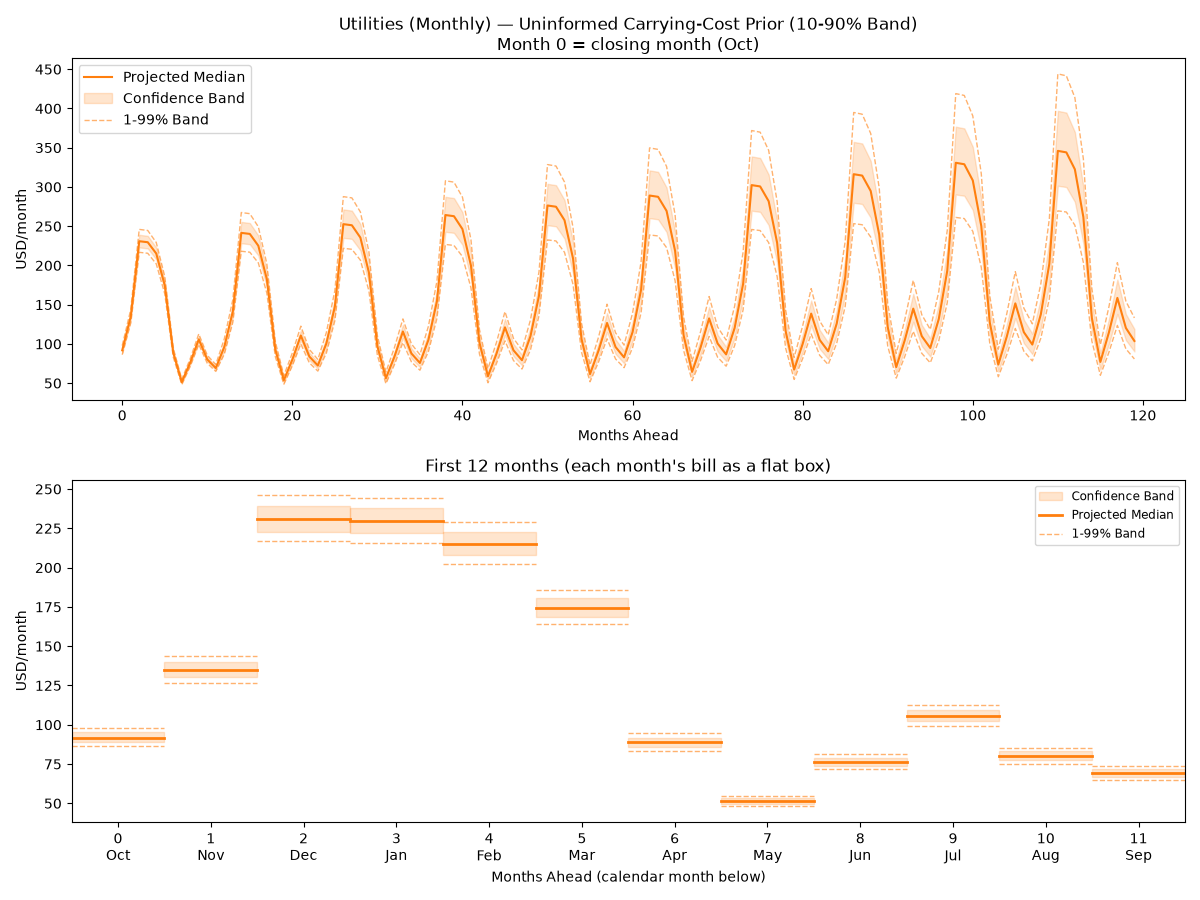 Utilities (Monthly) — Uninformed Carrying-Cost Prior (10-90% Band)
Month 0 = closing month (Oct)
450
400
350
300
250
200
150
100
50
USD/month
Projected Median
Confidence Band
1-99% Band
0 20 40 60 80 100 120
Months Ahead
First 12 months (each month's bill as a flat box)
250
225
200
175
150
125
100
75
50
USD/month
Confidence Band
Projected Median
1-99% Band
0 1 2 3 4 5 6 7 8 9 10 11
Oct Nov Dec Jan Feb Mar Apr May Jun Jul Aug Sep
Months Ahead (calendar month below)